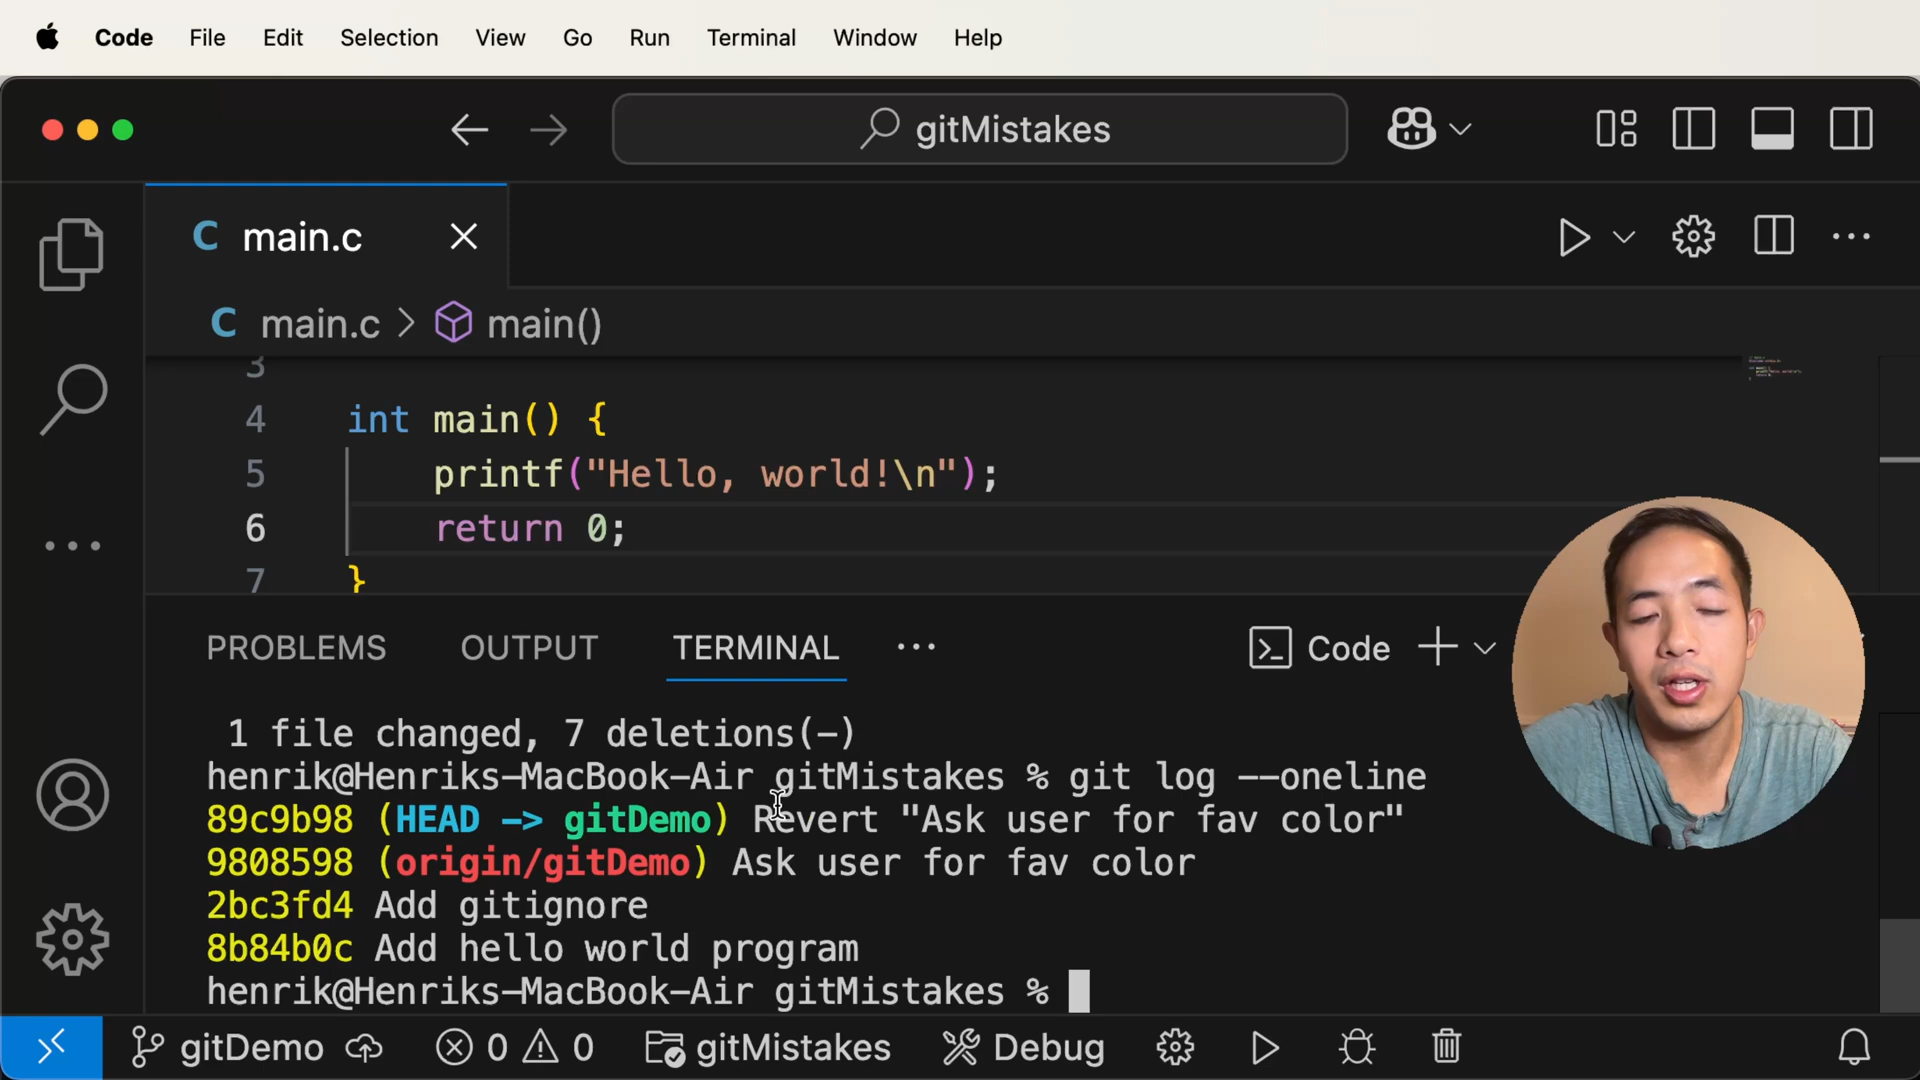 Code File Edit Selection View Go Run Terminal Window Help
gitMistakes
C main.c
C main.c > main()
3
4 int main() {
5 printf("Hello, world!\n");
6 return 0;
7 }
PROBLEMS OUTPUT TERMINAL ··· Code
1 file changed, 7 deletions(-)
henrik@Henriks-MacBook-Air gitMistakes % git log --oneline
89c9b98 (HEAD -> gitDemo) Revert "Ask user for fav color"
9808598 (origin/gitDemo) Ask user for fav color
2bc3fd4 Add gitignore
8b84b0c Add hello world program
henrik@Henriks-MacBook-Air gitMistakes %
gitDemo 0 0 gitMistakes Debug